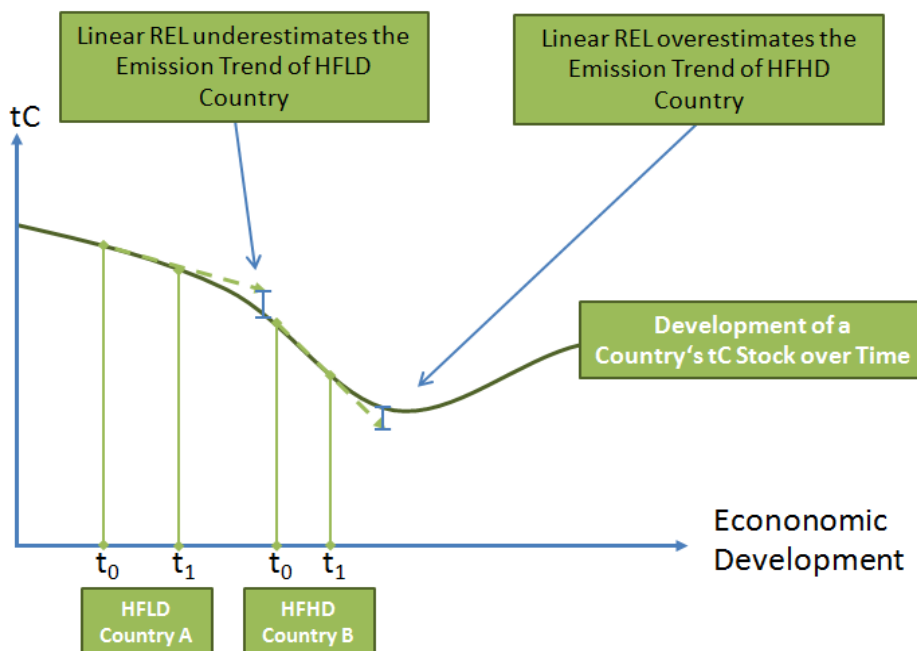 Linear REL underestimates the
Emission Trend of HFLD
Country
Linear REL overestimates the
Emission Trend of HFHD
Country
tC
Development of a
Country‘s tC Stock over Time
Econonomic
Development
t₀
t₁
t₀
t₁
HFLD
Country A
HFHD
Country B